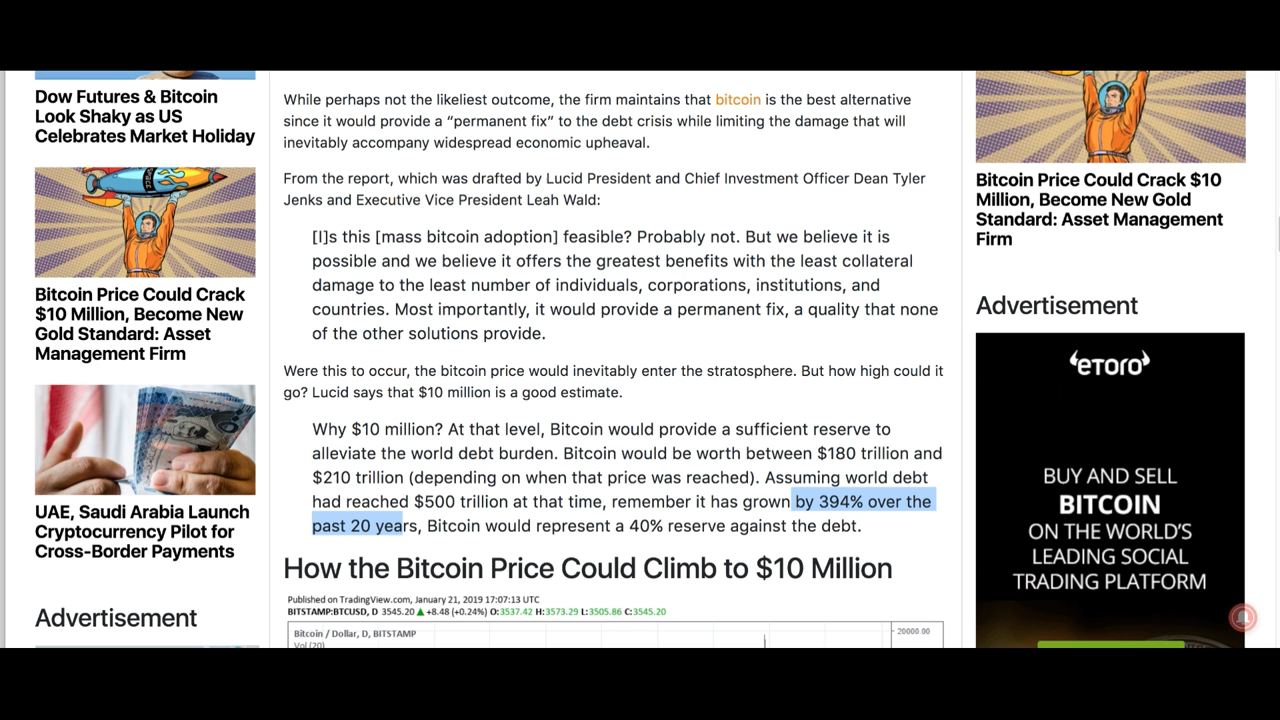 Dow Futures & Bitcoin
Look Shaky as US
Celebrates Market Holiday
Bitcoin Price Could Crack
$10 Million, Become New
Gold Standard: Asset
Management Firm
UAE, Saudi Arabia Launch
Cryptocurrency Pilot for
Cross-Border Payments
Advertisement
While perhaps not the likeliest outcome, the firm maintains that bitcoin is the best alternative
since it would provide a “permanent fix” to the debt crisis while limiting the damage that will
inevitably accompany widespread economic upheaval.
From the report, which was drafted by Lucid President and Chief Investment Officer Dean Tyler
Jenks and Executive Vice President Leah Wald:
[I]s this [mass bitcoin adoption] feasible? Probably not. But we believe it is
possible and we believe it offers the greatest benefits with the least collateral
damage to the least number of individuals, corporations, institutions, and
countries. Most importantly, it would provide a permanent fix, a quality that none
of the other solutions provide.
Were this to occur, the bitcoin price would inevitably enter the stratosphere. But how high could it
go? Lucid says that $10 million is a good estimate.
Why $10 million? At that level, Bitcoin would provide a sufficient reserve to
alleviate the world debt burden. Bitcoin would be worth between $180 trillion and
$210 trillion (depending on when that price was reached). Assuming world debt
had reached $500 trillion at that time, remember it has grown by 394% over the
past 20 years, Bitcoin would represent a 40% reserve against the debt.
How the Bitcoin Price Could Climb to $10 Million
Published on TradingView.com, January 21, 2019 17:07:13 UTC
BITSTAMP:BTCUSD, D 3545.20 ▲ +8.48 (+0.24%) O:3537.42 H:3573.29 L:3505.86 C:3545.20
Bitcoin / Dollar, D, BITSTAMP
Vol (20)
20000.00
Bitcoin Price Could Crack $10
Million, Become New Gold
Standard: Asset Management
Firm
Advertisement
eToro
BUY AND SELL
BITCOIN
ON THE WORLD'S
LEADING SOCIAL
TRADING PLATFORM